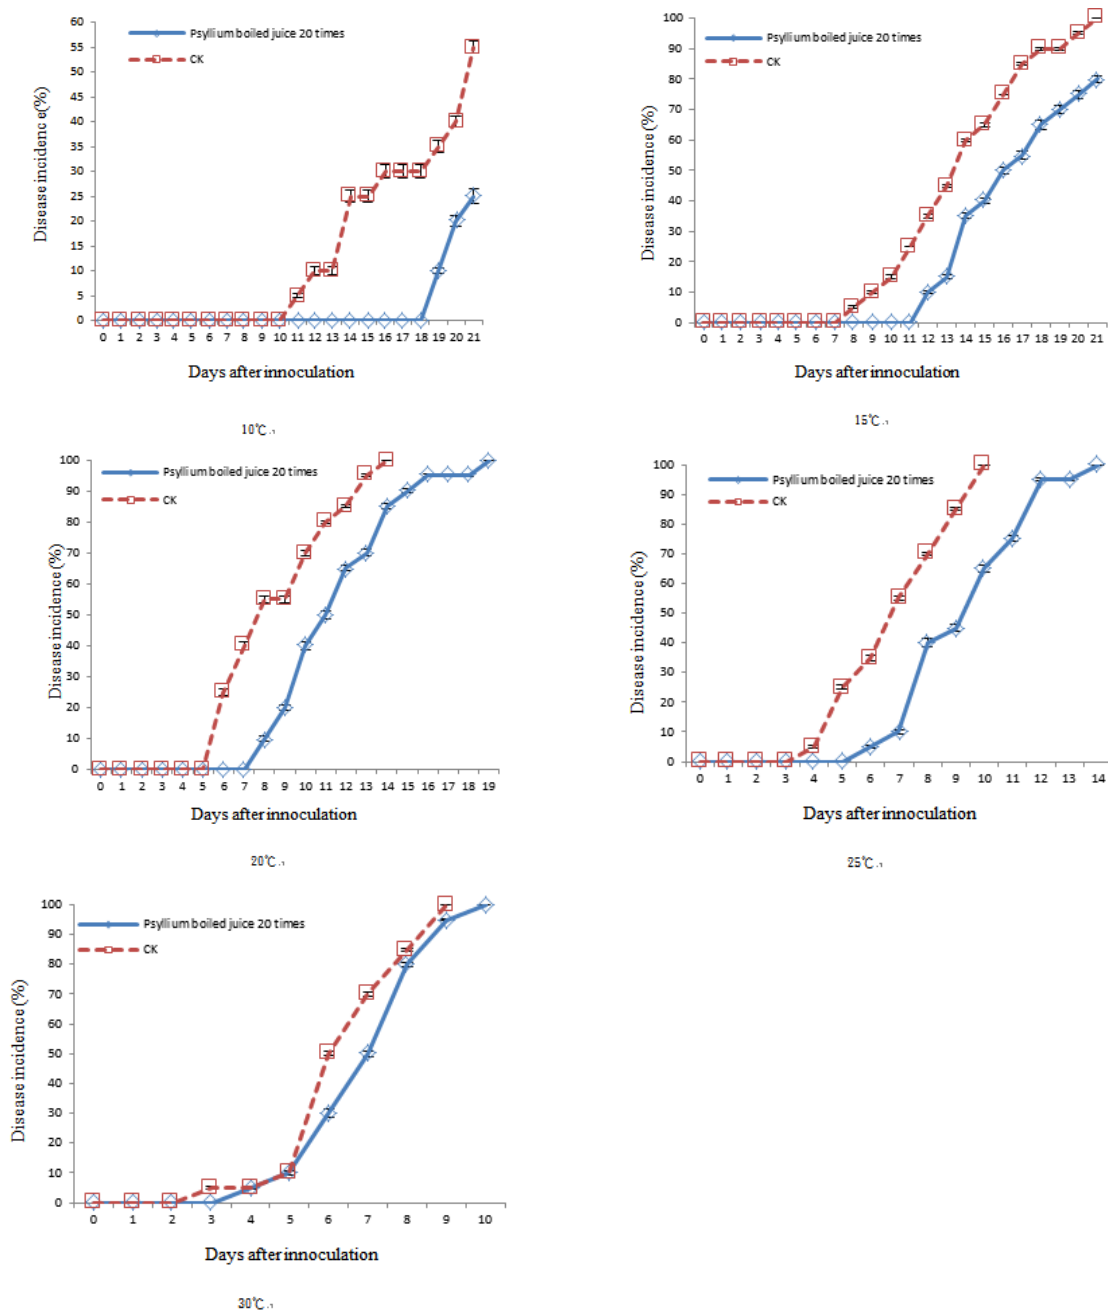 60
55
50
45
40
35
30
25
20
15
10
5
0
Disease incidence(%)
Psyllium boiled juice 20 times
CK
0 1 2 3 4 5 6 7 8 9 10 11 12 13 14 15 16 17 18 19 20 21
Days after innoculation
10℃
100
90
80
70
60
50
40
30
20
10
0
Disease incidence (%)
Psyllium boiled juice 20 times
CK
0 1 2 3 4 5 6 7 8 9 10 11 12 13 14 15 16 17 18 19 20 21
Days after innoculation
15℃
100
90
80
70
60
50
40
30
20
10
0
Disease incidence (%)
Psyllium boiled juice 20 times
CK
0 1 2 3 4 5 6 7 8 9 10 11 12 13 14 15 16 17 18 19
Days after innoculation
20℃
100
90
80
70
60
50
40
30
20
10
0
Disease incidence (%)
Psyllium boiled juice 20 times
CK
0 1 2 3 4 5 6 7 8 9 10 11 12 13 14
Days after innoculation
25℃
100
90
80
70
60
50
40
30
20
10
0
Disease incidence (%)
Psyllium boiled juice 20 times
CK
0 1 2 3 4 5 6 7 8 9 10
Days after innoculation
30℃